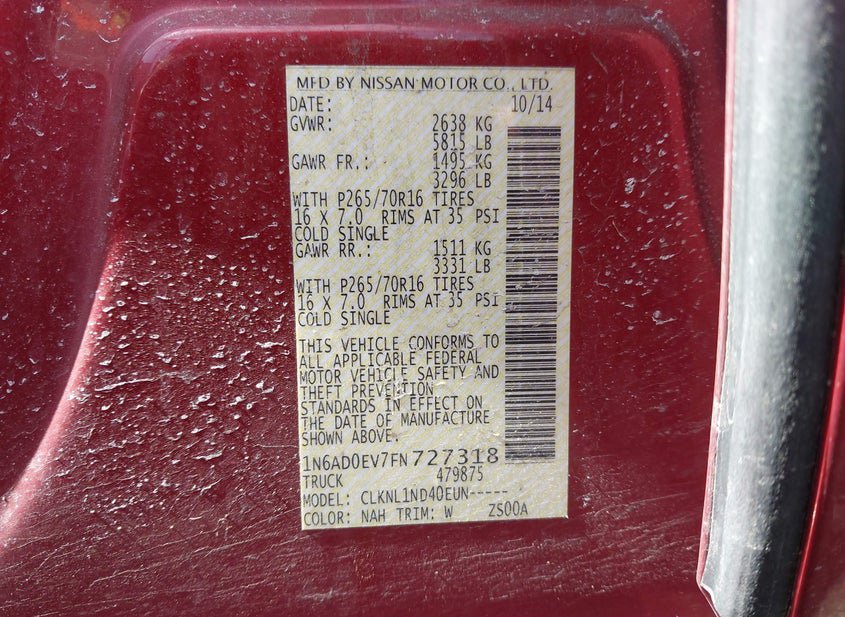 MFD BY NISSAN MOTOR CO., LTD.
DATE: 10/14
GVWR: 2638 KG
5815 LB
GAWR FR.: 1495 KG
3296 LB
WITH P265/70R16 TIRES
16 X 7.0 RIMS AT 35 PSI
COLD SINGLE
GAWR RR.: 1511 KG
3331 LB
WITH P265/70R16 TIRES
16 X 7.0 RIMS AT 35 PSI
COLD SINGLE
THIS VEHICLE CONFORMS TO
ALL APPLICABLE FEDERAL
MOTOR VEHICLE SAFETY AND
THEFT PREVENTION
STANDARDS IN EFFECT ON
THE DATE OF MANUFACTURE
SHOWN ABOVE.
1N6AD0EV7FN727318
TRUCK 479875
MODEL: CLKNL1ND40EUN-----
COLOR: NAH TRIM: W ZS00A